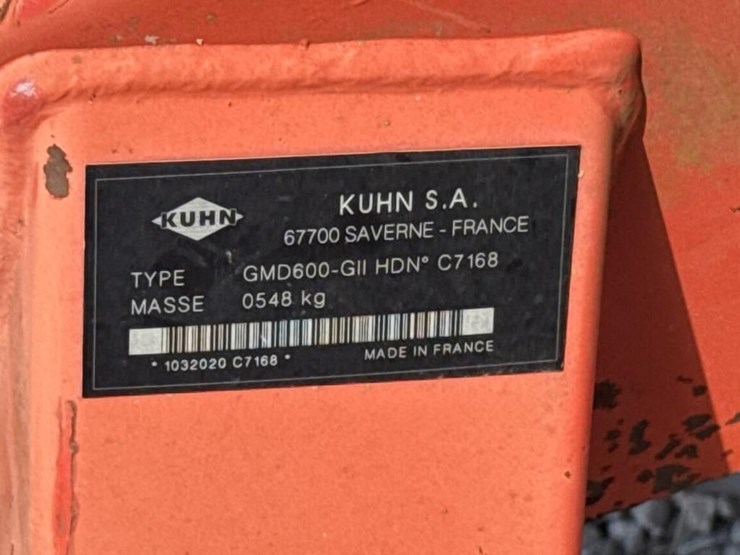 KUHN
KUHN S.A.
67700 SAVERNE - FRANCE
TYPE GMD600-GII HDN° C7168
MASSE 0548 kg
* 1032020 C7168 * MADE IN FRANCE